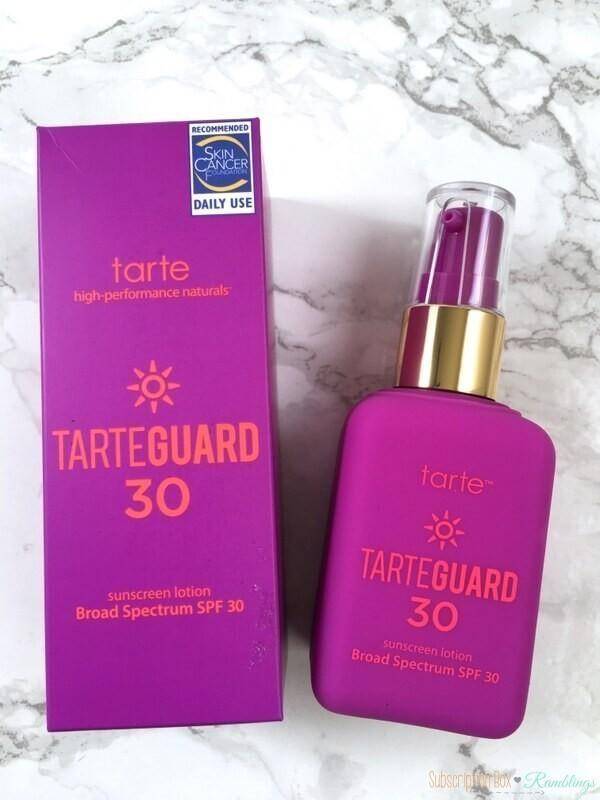 RECOMMENDED
SKIN
CANCER
FOUNDATION
DAILY USE
tarte
high-performance naturals™
TARTEGUARD
30
sunscreen lotion
Broad Spectrum SPF 30
tarte™
TARTEGUARD
30
sunscreen lotion
Broad Spectrum SPF 30
Subscription Box ♥ Ramblings